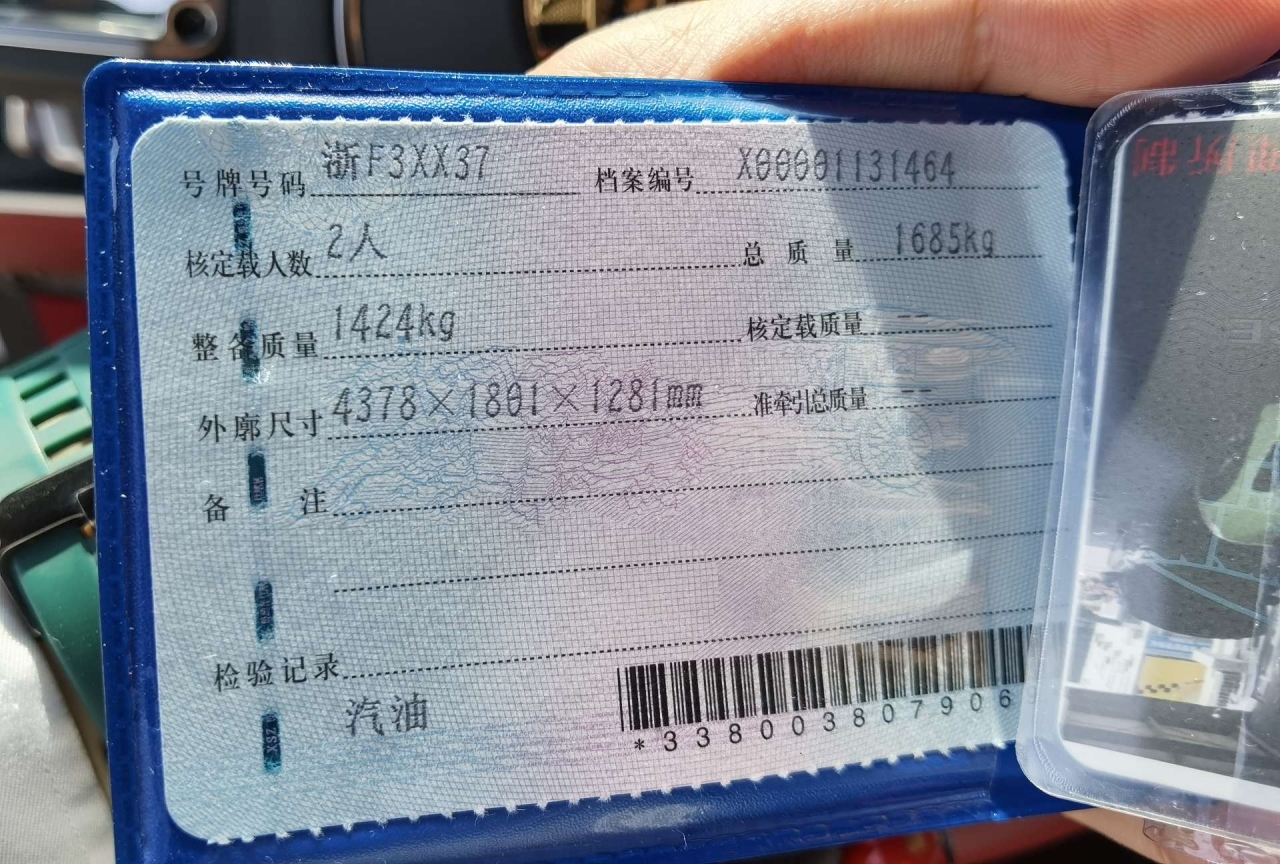 号牌号码 浙F3XX37 档案编号 X00001131464
核定载人数 2人 总质量 1685kg
整备质量 1424kg 核定载质量 --
外廓尺寸 4378×1801×1281mm 准牵引总质量 --
备注
检验记录
汽油
*338003807906